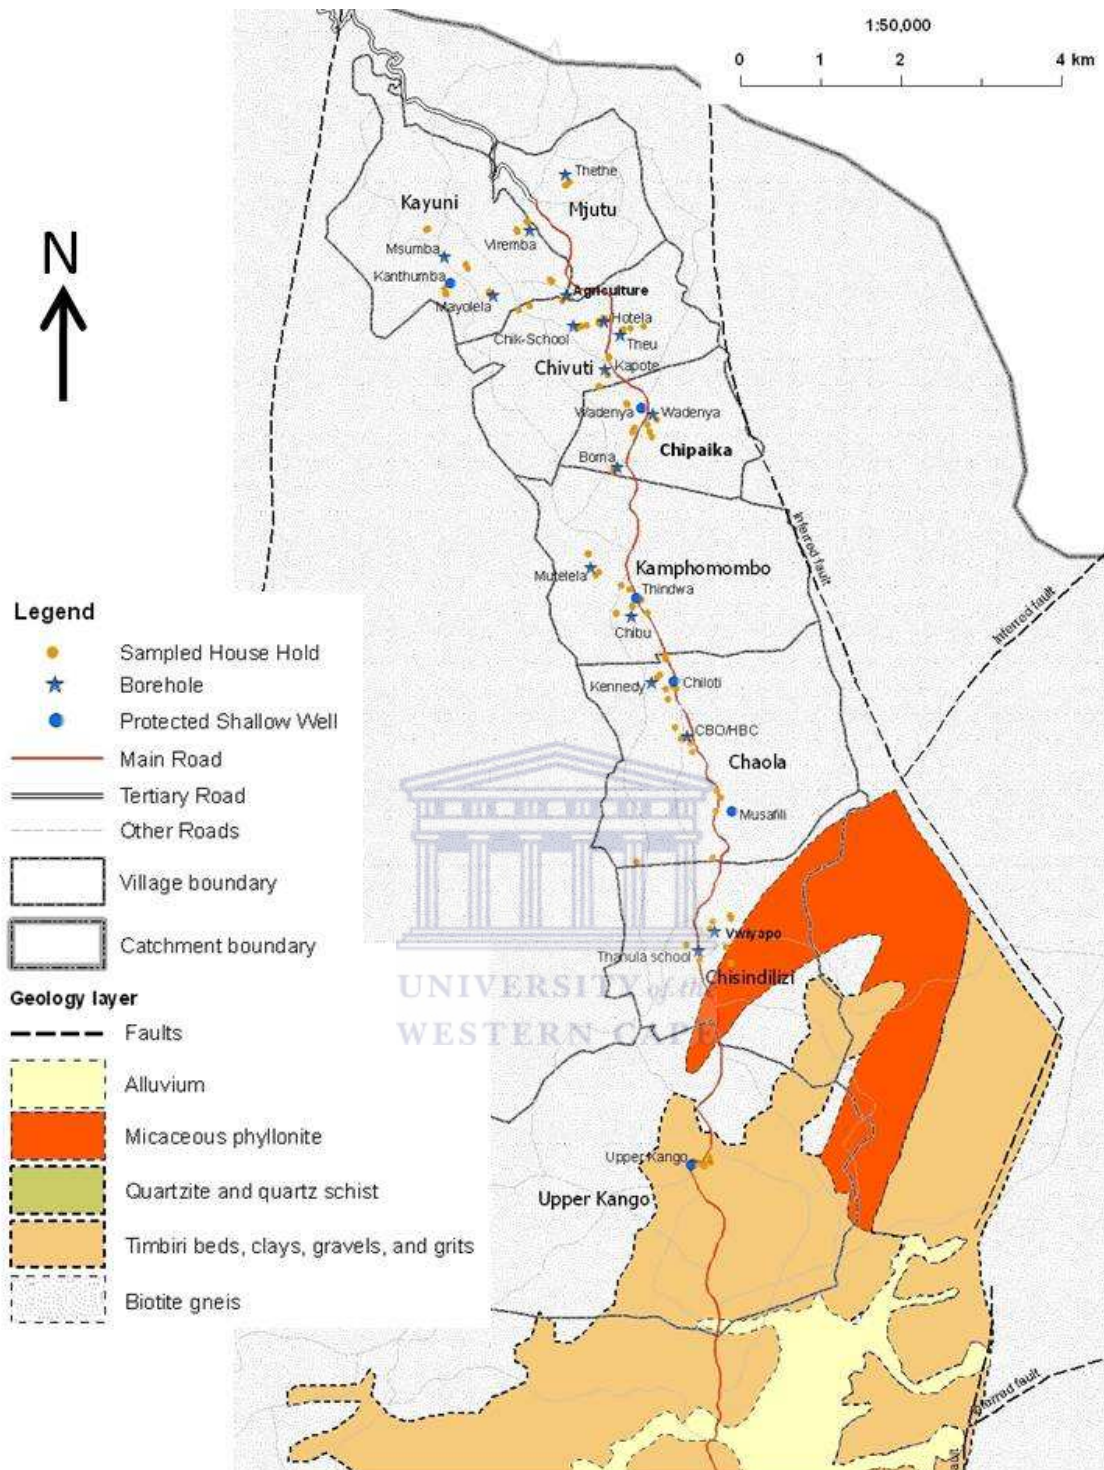 1:50,000
0 1 2 4 km
N
Thethe
Kayuni
Mjutu
Viremba
Msumba
Kanthumba
Mayolela
Agriculture
Hotela
Chik-School
Theu
Chivuti
Kapote
Wadenya
Wadenya
Chipaika
Boma
Inferred fault
Mutelela
Kamphomombo
Thindwa
Chibu
Inferred fault
Kennedy
Chiloti
CBO/HBC
Chaola
Musafili
Vwiyapo
Thanula school
Chisindilizi
UNIVERSITY of the
WESTERN CAPE
Upper Kango
Upper Kango
Inferred fault
fault
Legend
Sampled House Hold
Borehole
Protected Shallow Well
Main Road
Tertiary Road
Other Roads
Village boundary
Catchment boundary
Geology layer
Faults
Alluvium
Micaceous phyllonite
Quartzite and quartz schist
Timbiri beds, clays, gravels, and grits
Biotite gneis